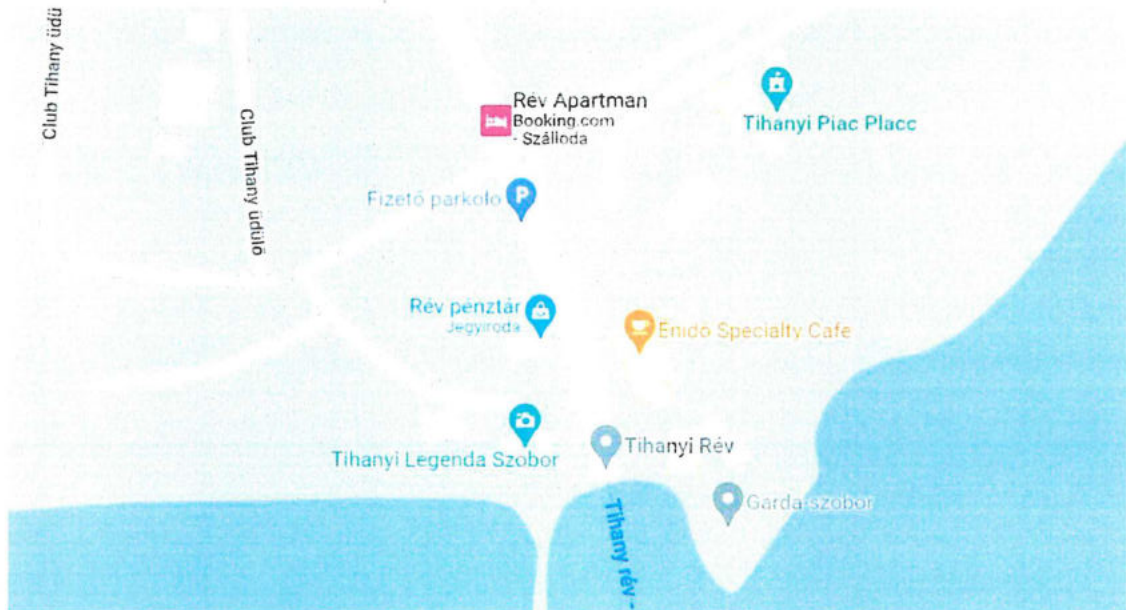 Club Tihany üdü
Club Tihany üdülő
Rév Apartman
Booking.com
- Szálloda
Tihanyi Piac Placc
Fizető parkoló
P
Rév pénztár
Jegyiroda
Énidő Specialty Cafe
Tihanyi Legenda Szobor
Tihanyi Rév
Garda-szobor
Tihany rév -